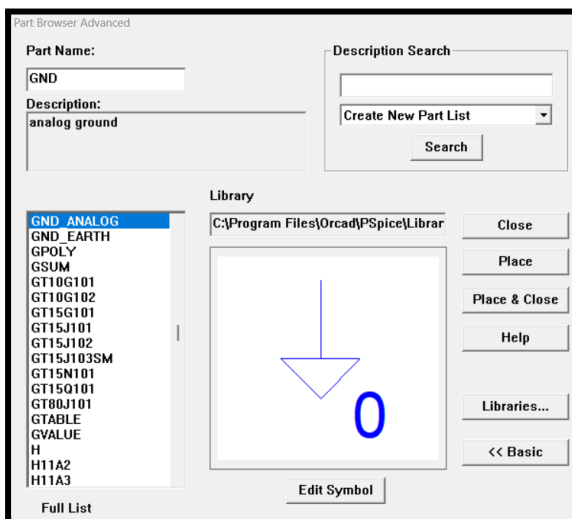 Part Browser Advanced
Part Name:
GND
Description:
analog ground
Description Search
Create New Part List
Search
Library
C:\Program Files\Orcad\PSpice\Librar
GND_ANALOG
GND_EARTH
GPOLY
GSUM
GT10G101
GT10G102
GT15G101
GT15J101
GT15J102
GT15J103SM
GT15N101
GT15Q101
GT80J101
GTABLE
GVALUE
H
H11A2
H11A3
Full List
0
Edit Symbol
Close
Place
Place & Close
Help
Libraries...
<< Basic